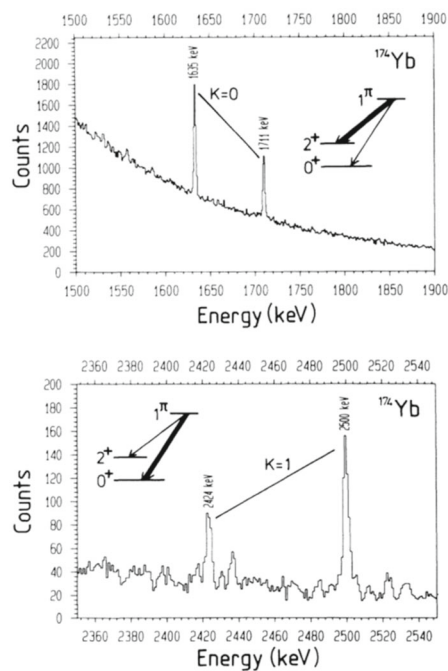 1500 1550 1600 1650 1700 1750 1800 1850 1900
2200
2000
1800
1600
1400
1200
1000
800
600
400
200
0
Counts
1635 keV
K=0
1711 keV
¹⁷⁴Yb
1π
2+
0+
1500 1550 1600 1650 1700 1750 1800 1850 1900
Energy (keV)
2360 2380 2400 2420 2440 2460 2480 2500 2520 2540
200
180
160
140
120
100
80
60
40
20
0
Counts
1π
2+
0+
2424 keV
K=1
2500 keV
¹⁷⁴Yb
2360 2380 2400 2420 2440 2460 2480 2500 2520 2540
Energy (keV)